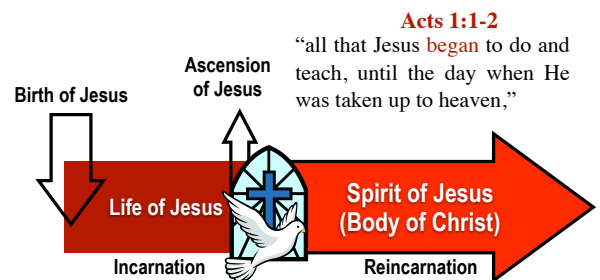 Acts 1:1-2
“all that Jesus began to do and
teach, until the day when He
was taken up to heaven,”
Ascension
of Jesus
Birth of Jesus
Life of Jesus
Spirit of Jesus
(Body of Christ)
Incarnation
Reincarnation